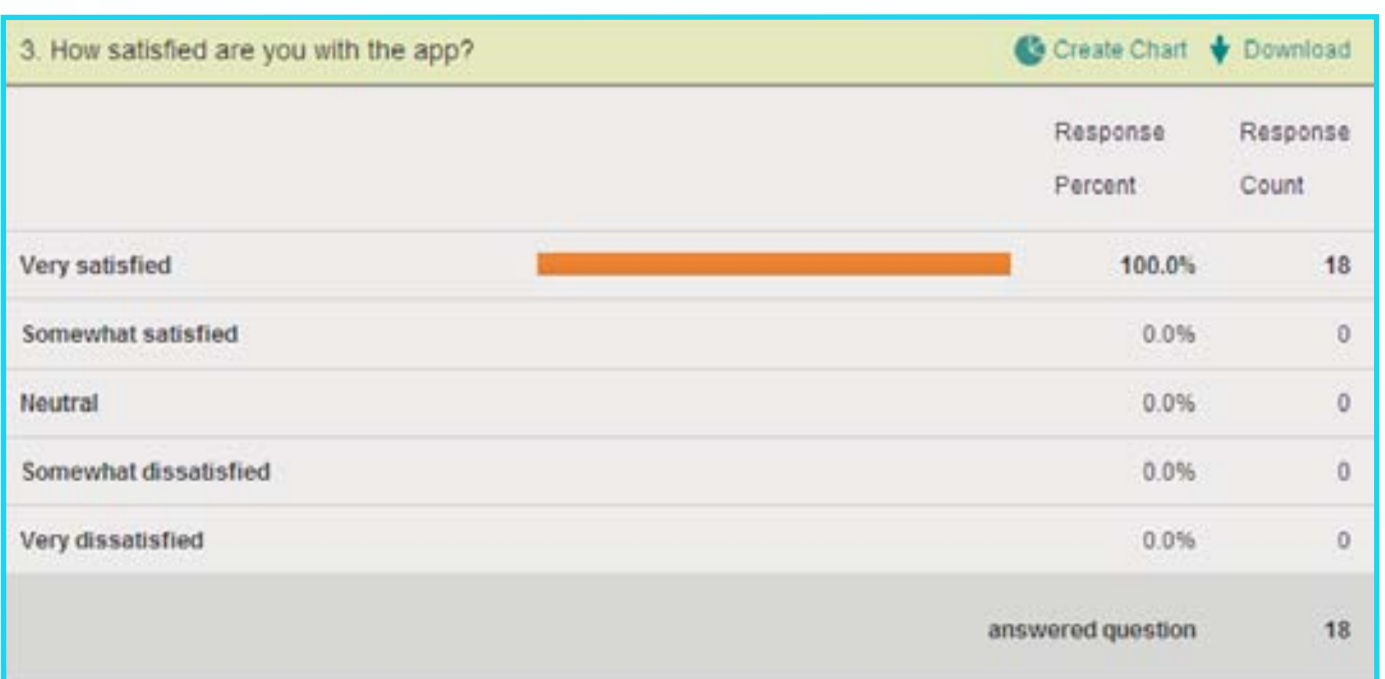 3. How satisfied are you with the app? Create Chart Download
Response Response
Percent Count
Very satisfied 100.0% 18
Somewhat satisfied 0.0% 0
Neutral 0.0% 0
Somewhat dissatisfied 0.0% 0
Very dissatisfied 0.0% 0
answered question 18